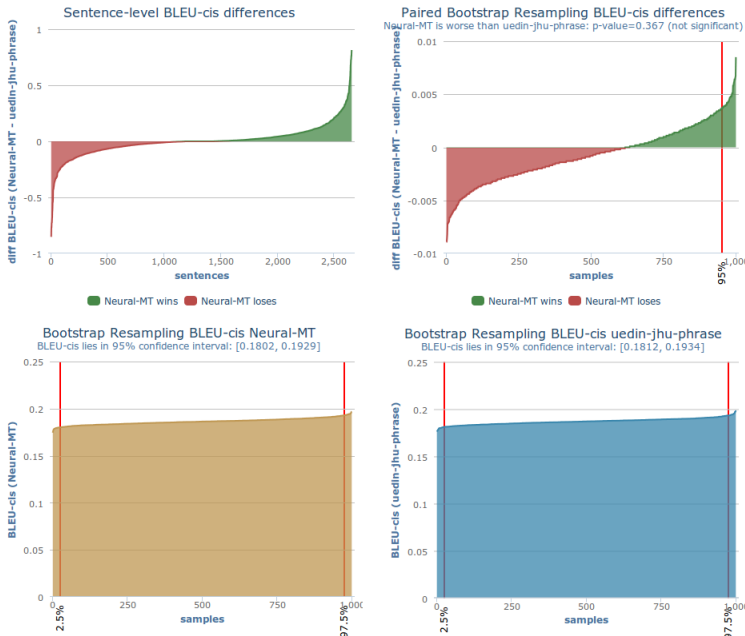 Sentence-level BLEU-cis differences
diff BLEU-cis (Neural-MT - uedin-jhu-phrase)
1
0.5
0
-0.5
-1
0
500
1,000
1,500
2,000
2,500
sentences
Neural-MT wins
Neural-MT loses
Paired Bootstrap Resampling BLEU-cis differences
Neural-MT is worse than uedin-jhu-phrase: p-value=0.367 (not significant)
diff BLEU-cis (Neural-MT - uedin-jhu-phrase)
0.01
0.005
0
-0.005
-0.01
0
250
500
750
1,000
95%
samples
Neural-MT wins
Neural-MT loses
Bootstrap Resampling BLEU-cis Neural-MT
BLEU-cis lies in 95% confidence interval: [0.1802, 0.1929]
BLEU-cis (Neural-MT)
0.25
0.2
0.15
0.1
0.05
0
0
250
500
750
1,000
2.5%
97.5%
samples
Bootstrap Resampling BLEU-cis uedin-jhu-phrase
BLEU-cis lies in 95% confidence interval: [0.1812, 0.1934]
BLEU-cis (uedin-jhu-phrase)
0.25
0.2
0.15
0.1
0.05
0
0
250
500
750
1,000
2.5%
97.5%
samples